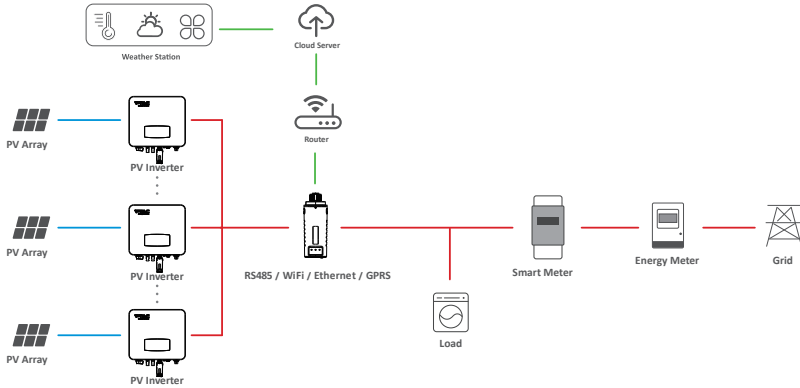 Weather Station
Cloud Server
Router
PV Array
PV Inverter
PV Array
PV Inverter
RS485 / WiFi / Ethernet / GPRS
Smart Meter
Energy Meter
Grid
Load
PV Array
PV Inverter